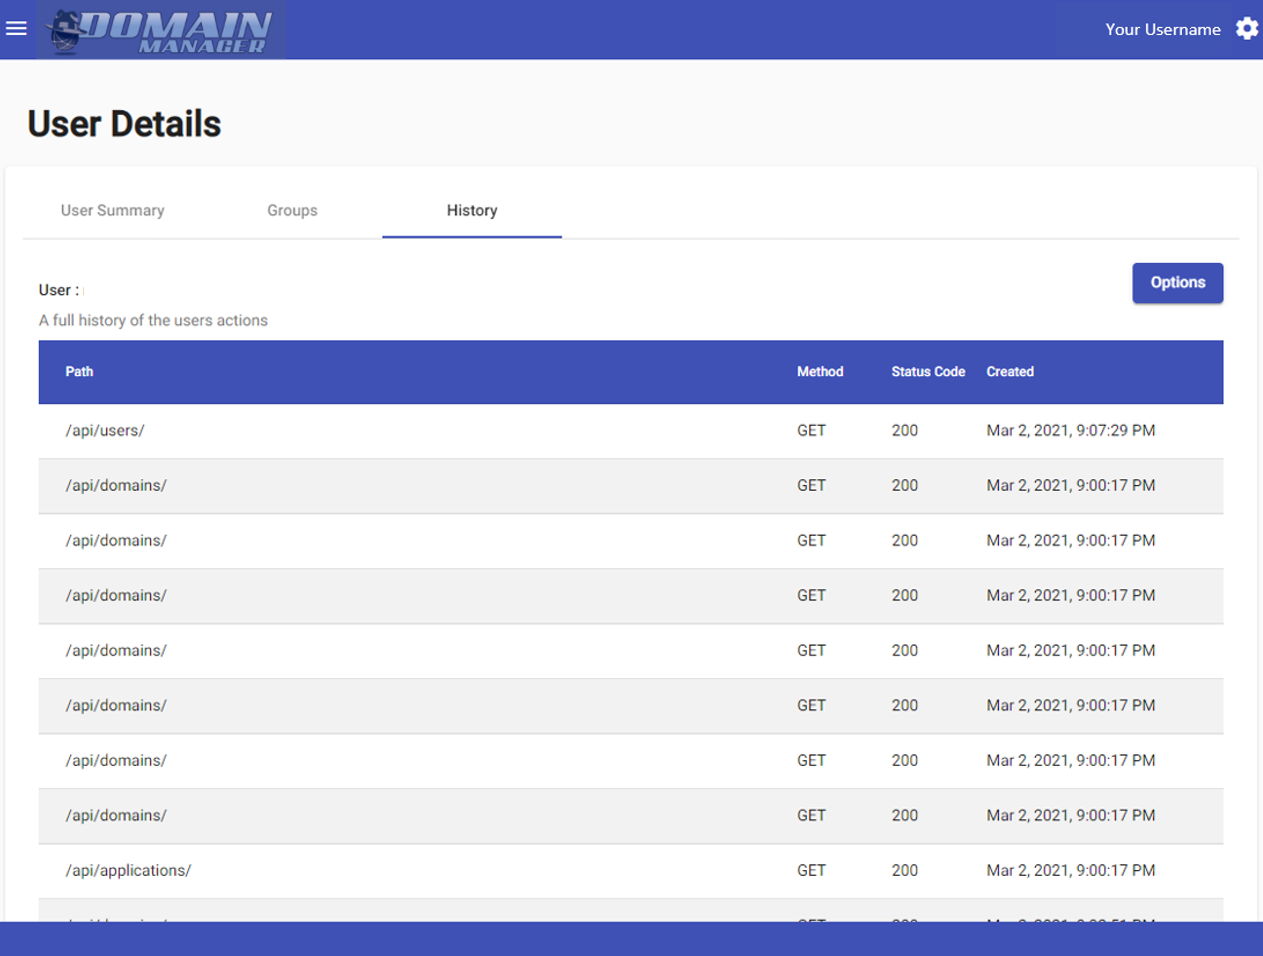 DOMAIN
MANAGER
Your Username
User Details
User Summary Groups History
User :
Options
A full history of the users actions
Path Method Status Code Created
/api/users/ GET 200 Mar 2, 2021, 9:07:29 PM
/api/domains/ GET 200 Mar 2, 2021, 9:00:17 PM
/api/domains/ GET 200 Mar 2, 2021, 9:00:17 PM
/api/domains/ GET 200 Mar 2, 2021, 9:00:17 PM
/api/domains/ GET 200 Mar 2, 2021, 9:00:17 PM
/api/domains/ GET 200 Mar 2, 2021, 9:00:17 PM
/api/domains/ GET 200 Mar 2, 2021, 9:00:17 PM
/api/domains/ GET 200 Mar 2, 2021, 9:00:17 PM
/api/applications/ GET 200 Mar 2, 2021, 9:00:17 PM